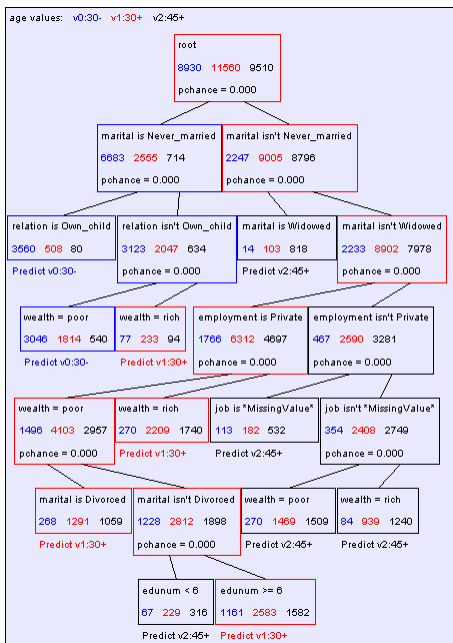 age values: v0:30- v1:30+ v2:45+
root
8930 11560 9510
pchance = 0.000
marital is Never_married
6683 2555 714
pchance = 0.000
marital isn't Never_married
2247 9005 8796
pchance = 0.000
relation is Own_child
3560 508 80
Predict v0:30-
relation isn't Own_child
3123 2047 634
pchance = 0.000
marital is Widowed
14 103 818
Predict v2:45+
marital isn't Widowed
2233 8902 7978
pchance = 0.000
wealth = poor
3046 1814 540
Predict v0:30-
wealth = rich
77 233 94
Predict v1:30+
employment is Private
1766 6312 4697
pchance = 0.000
employment isn't Private
467 2590 3281
pchance = 0.000
wealth = poor
1496 4103 2957
pchance = 0.000
wealth = rich
270 2209 1740
Predict v1:30+
job is *MissingValue*
113 182 532
Predict v2:45+
job isn't *MissingValue*
354 2408 2749
pchance = 0.000
marital is Divorced
268 1291 1059
Predict v1:30+
marital isn't Divorced
1228 2812 1898
pchance = 0.000
wealth = poor
270 1469 1509
Predict v2:45+
wealth = rich
84 939 1240
Predict v2:45+
edunum < 6
67 229 316
Predict v2:45+
edunum >= 6
1161 2583 1582
Predict v1:30+